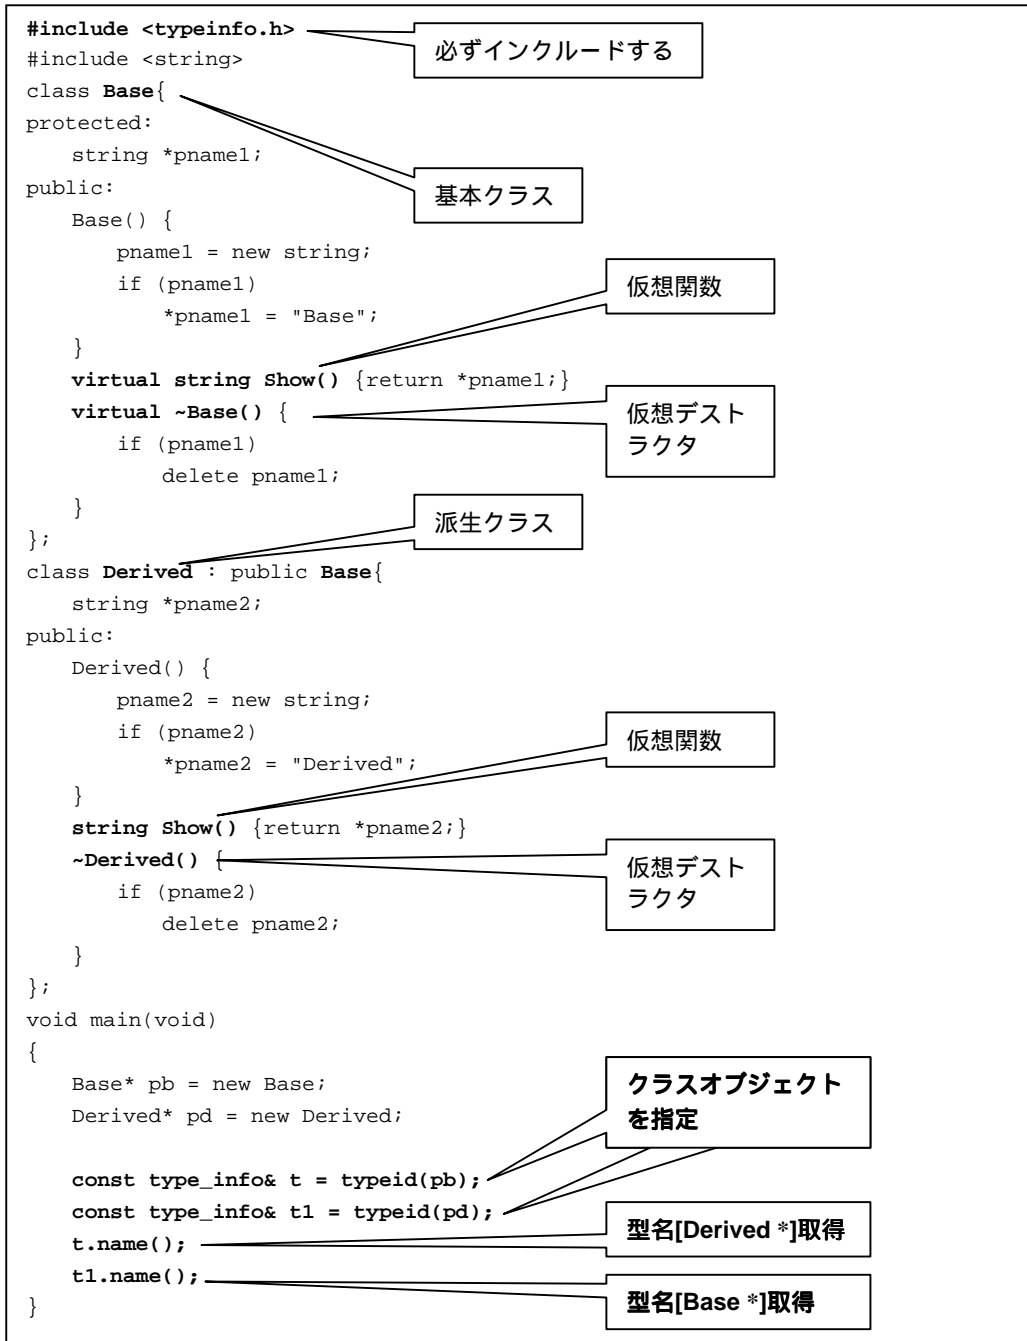 #include <typeinfo.h>
必ずインクルードする
#include <string>
class Base{
protected:
string *pname1;
public:
基本クラス
Base() {
pname1 = new string;
if (pname1)
仮想関数
*pname1 = "Base";
}
virtual string Show() {return *pname1;}
virtual ~Base() {
仮想デスト
ラクタ
if (pname1)
delete pname1;
}
派生クラス
};
class Derived : public Base{
string *pname2;
public:
Derived() {
pname2 = new string;
if (pname2)
仮想関数
*pname2 = "Derived";
}
string Show() {return *pname2;}
~Derived() {
仮想デスト
ラクタ
if (pname2)
delete pname2;
}
};
void main(void)
{
Base* pb = new Base;
Derived* pd = new Derived;
クラスオブジェクト
を指定
const type_info& t = typeid(pb);
const type_info& t1 = typeid(pd);
t.name();
型名[Derived *]取得
t1.name();
型名[Base *]取得
}